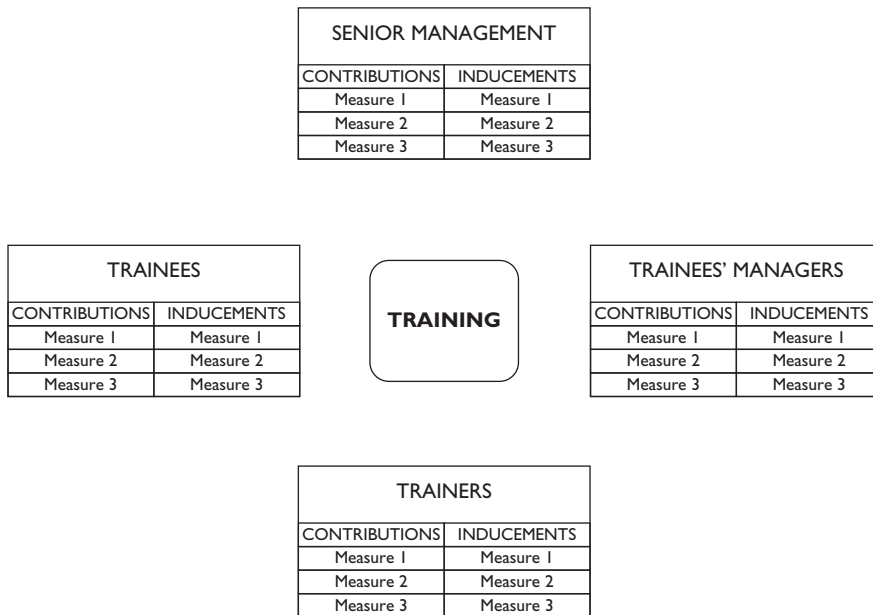 SENIOR MANAGEMENT
CONTRIBUTIONS INDUCEMENTS
Measure 1 Measure 1
Measure 2 Measure 2
Measure 3 Measure 3
TRAINEES
CONTRIBUTIONS INDUCEMENTS
Measure 1 Measure 1
Measure 2 Measure 2
Measure 3 Measure 3
TRAINING
TRAINEES’ MANAGERS
CONTRIBUTIONS INDUCEMENTS
Measure 1 Measure 1
Measure 2 Measure 2
Measure 3 Measure 3
TRAINERS
CONTRIBUTIONS INDUCEMENTS
Measure 1 Measure 1
Measure 2 Measure 2
Measure 3 Measure 3